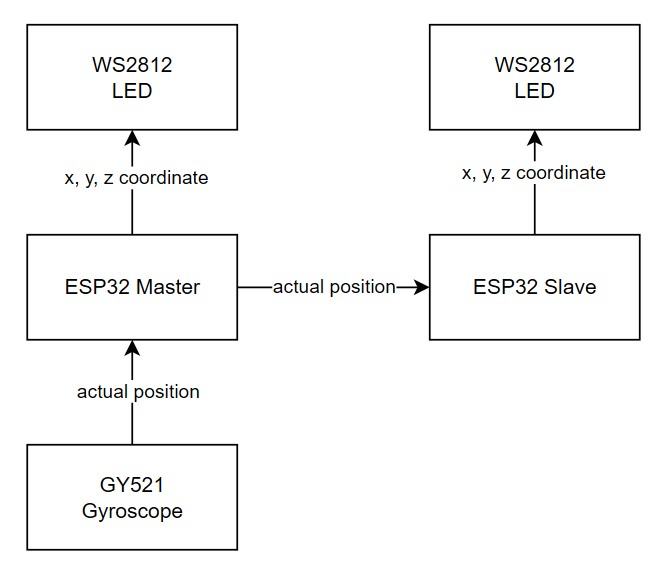 WS2812
LED
WS2812
LED
x, y, z coordinate
x, y, z coordinate
ESP32 Master
actual position
ESP32 Slave
actual position
GY521
Gyroscope